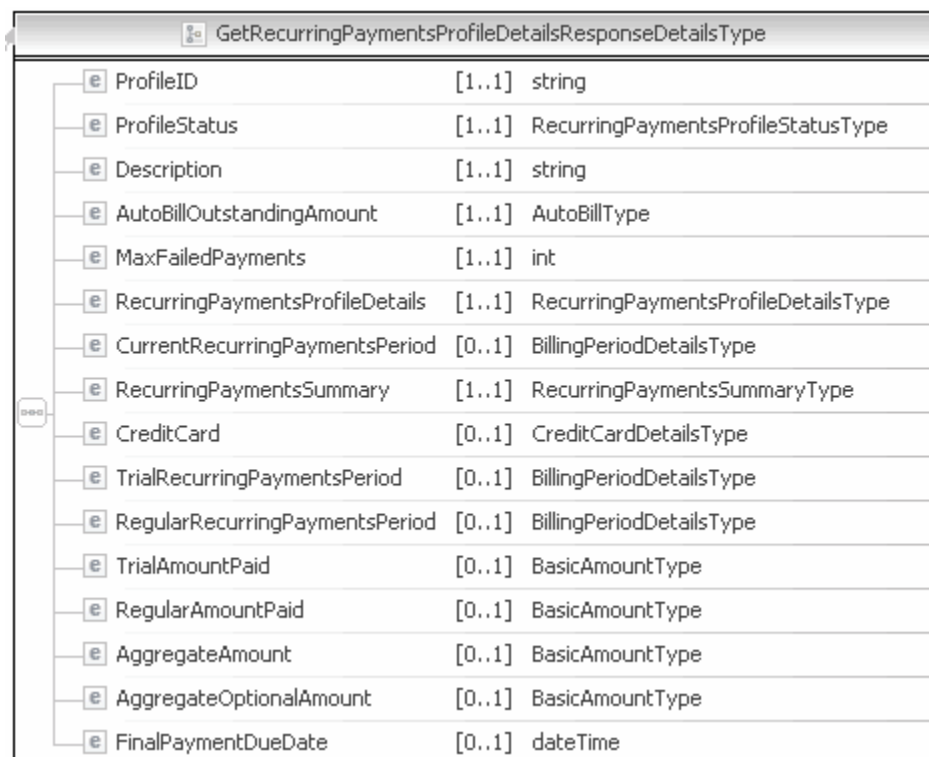 GetRecurringPaymentsProfileDetailsResponseDetailsType
e ProfileID [1..1] string
e ProfileStatus [1..1] RecurringPaymentsProfileStatusType
e Description [1..1] string
e AutoBillOutstandingAmount [1..1] AutoBillType
e MaxFailedPayments [1..1] int
e RecurringPaymentsProfileDetails [1..1] RecurringPaymentsProfileDetailsType
e CurrentRecurringPaymentsPeriod [0..1] BillingPeriodDetailsType
e RecurringPaymentsSummary [1..1] RecurringPaymentsSummaryType
e CreditCard [0..1] CreditCardDetailsType
e TrialRecurringPaymentsPeriod [0..1] BillingPeriodDetailsType
e RegularRecurringPaymentsPeriod [0..1] BillingPeriodDetailsType
e TrialAmountPaid [0..1] BasicAmountType
e RegularAmountPaid [0..1] BasicAmountType
e AggregateAmount [0..1] BasicAmountType
e AggregateOptionalAmount [0..1] BasicAmountType
e FinalPaymentDueDate [0..1] dateTime